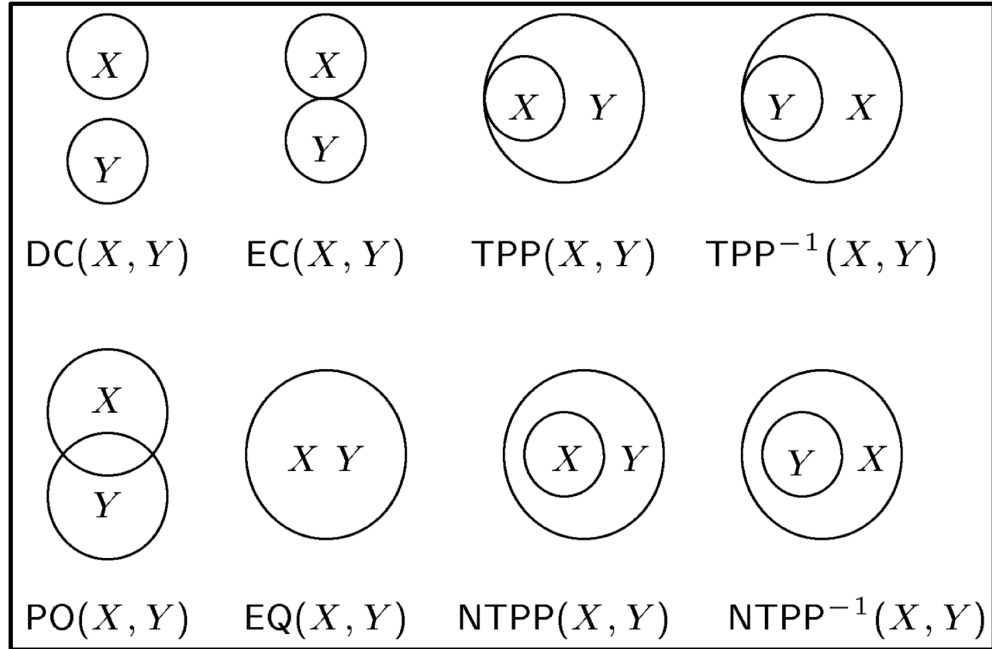 X X X Y Y X
Y Y
DC(X, Y) EC(X, Y) TPP(X, Y) TPP⁻¹(X, Y)
X
X Y X Y Y X
Y
PO(X, Y) EQ(X, Y) NTPP(X, Y) NTPP⁻¹(X, Y)